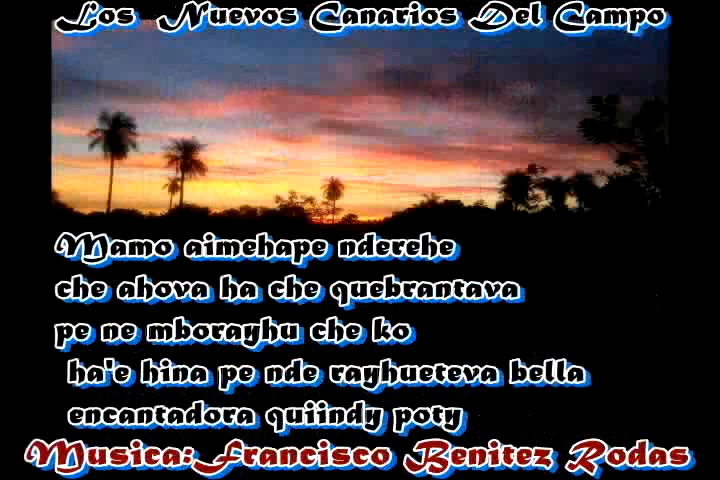 Los Nuevos Canarios Del Campo
Mamo aimehape nderehe
che ahova ha che quebrantava
pe ne mborayhu che ko
ha'e hina pe nde rayhueteva bella
encantadora quiindy poty
Musica:Francisco Benitez Rodas